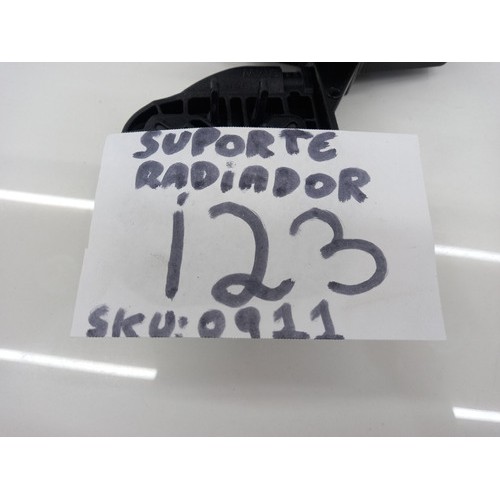 SUPORTE
RADIADOR
i23
SKU:0911